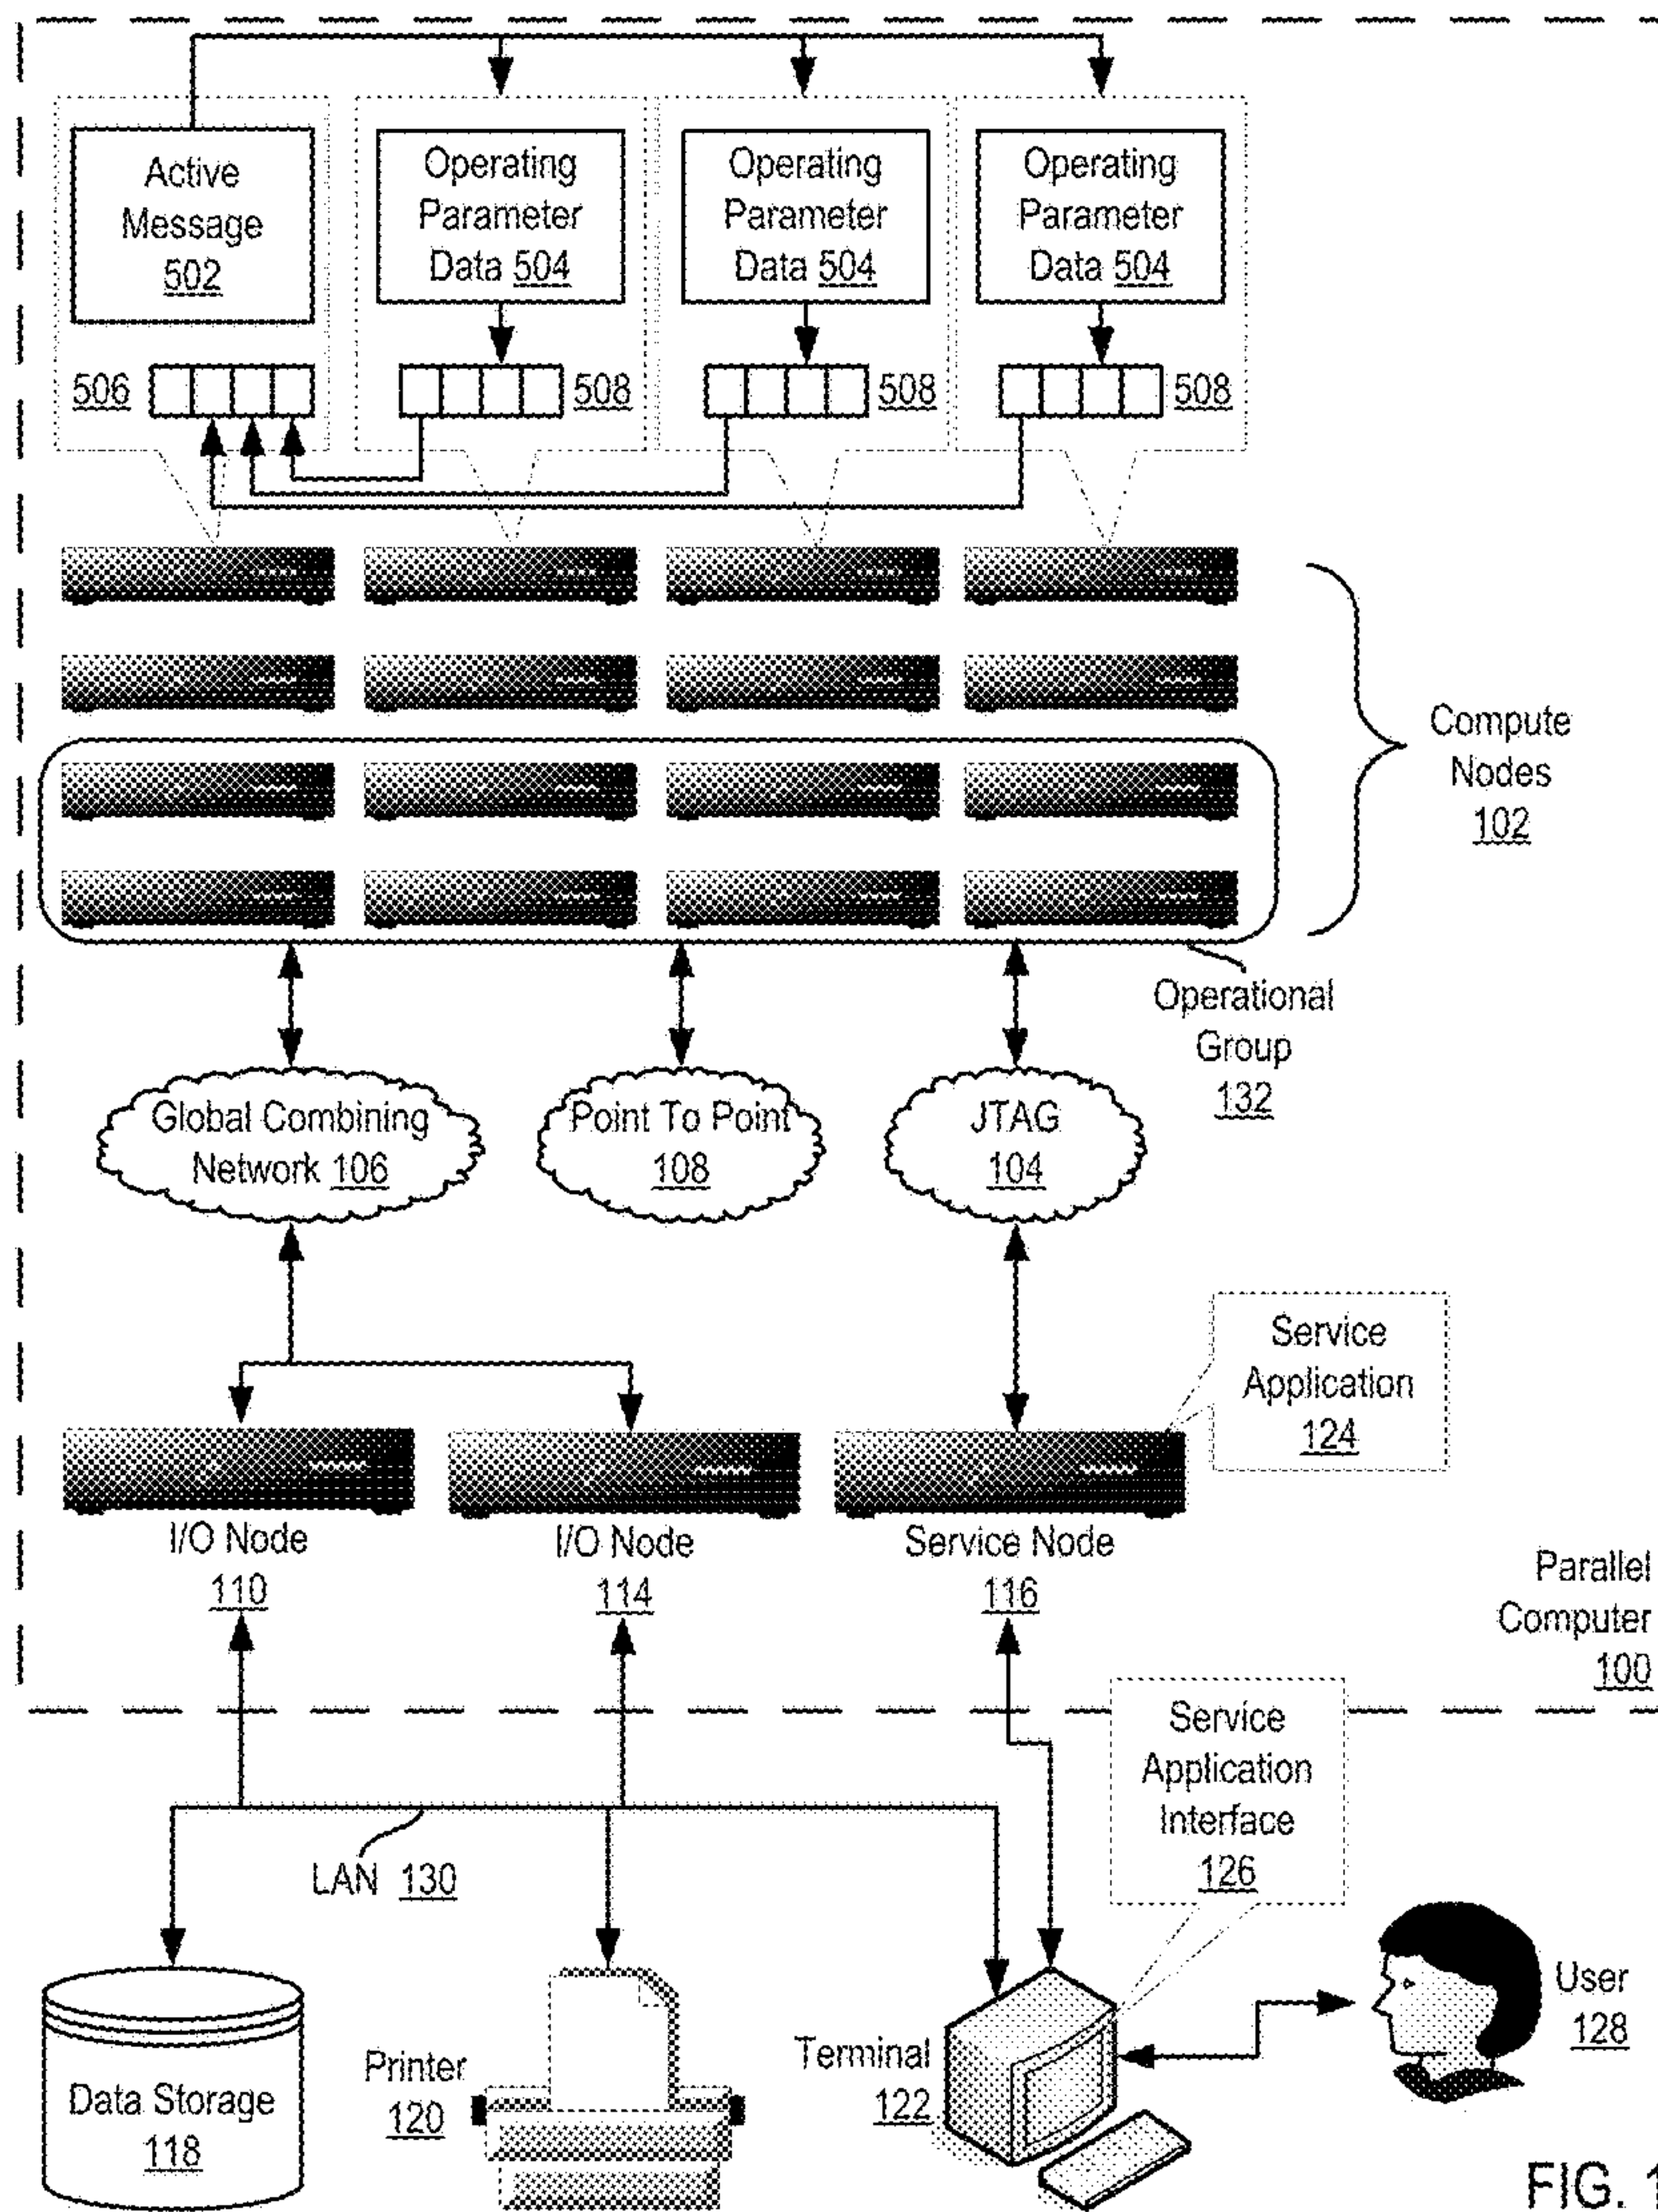 Active
Message
502
Operating
Parameter
Data 504
Operating
Parameter
Data 504
Operating
Parameter
Data 504
506
508
508
508
Compute
Nodes
102
Operational
Group
132
Global Combining
Network 106
Point To Point
108
JTAG
104
Service
Application
124
I/O Node
110
I/O Node
114
Service Node
116
Parallel
Computer
100
Service
Application
Interface
126
LAN 130
Data Storage
118
Printer
120
Terminal
122
User
128
FIG. 1